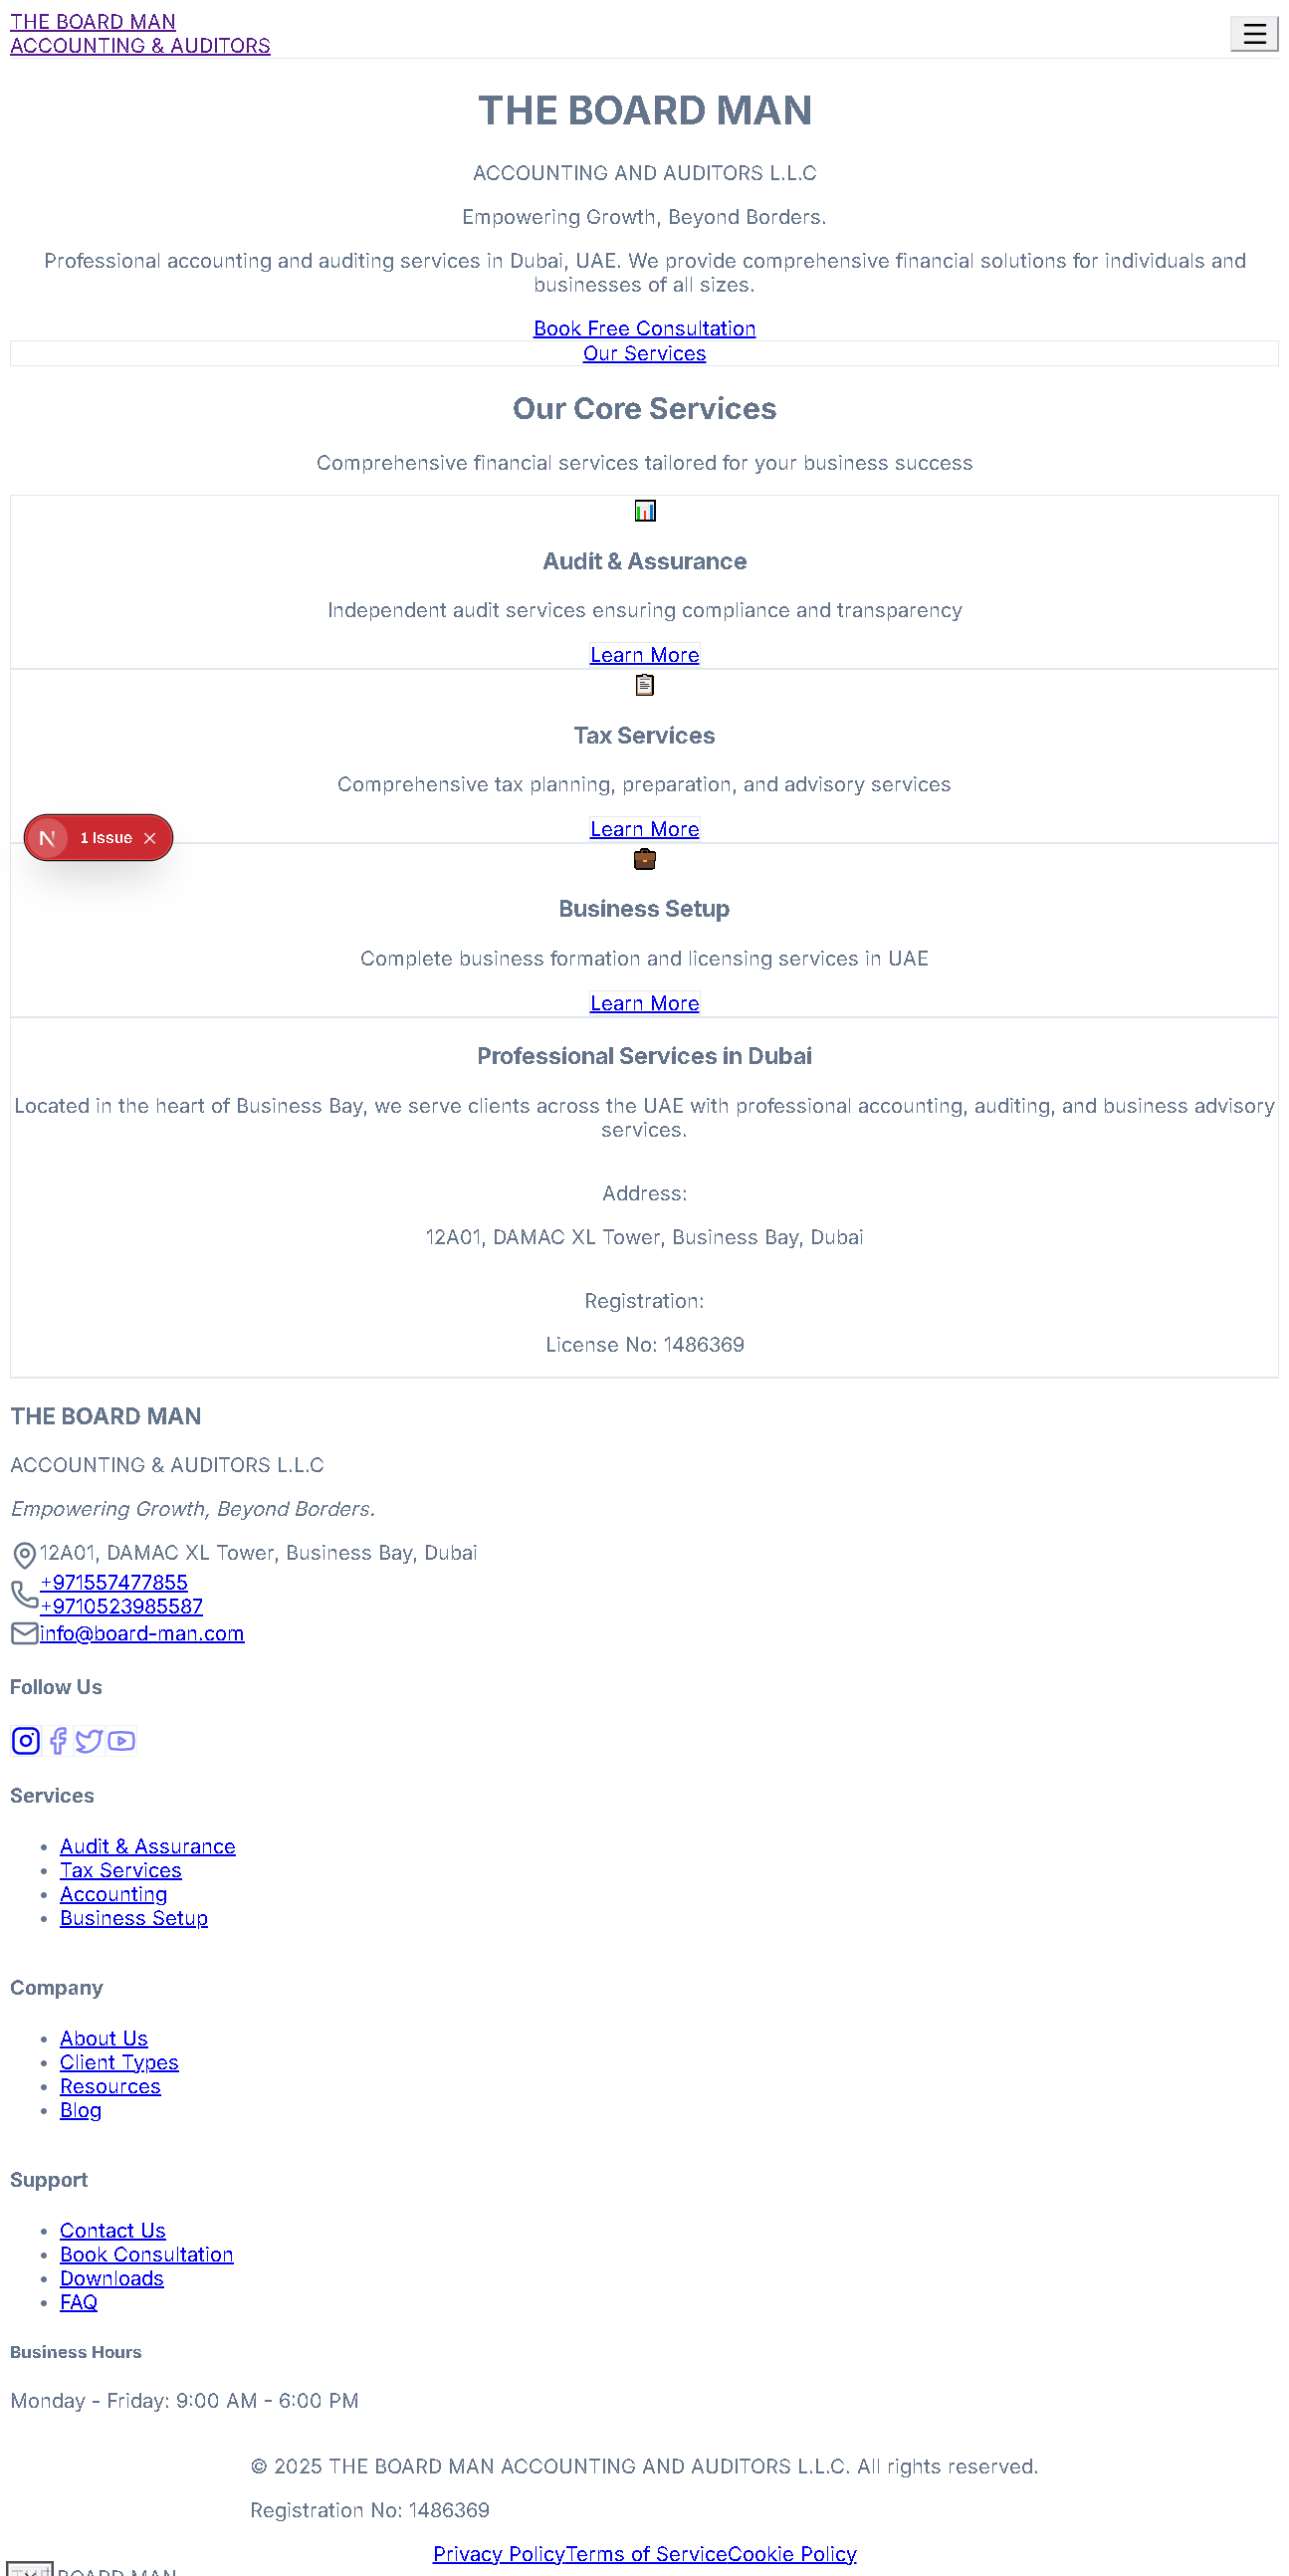 THE BOARD MAN
ACCOUNTING & AUDITORS
THE BOARD MAN
ACCOUNTING AND AUDITORS L.L.C
Empowering Growth, Beyond Borders.
Professional accounting and auditing services in Dubai, UAE. We provide comprehensive financial solutions for individuals and
businesses of all sizes.
Book Free Consultation
Our Services
Our Core Services
Comprehensive financial services tailored for your business success
Audit & Assurance
Independent audit services ensuring compliance and transparency
Learn More
Tax Services
Comprehensive tax planning, preparation, and advisory services
Learn More
1 Issue
Business Setup
Complete business formation and licensing services in UAE
Learn More
Professional Services in Dubai
Located in the heart of Business Bay, we serve clients across the UAE with professional accounting, auditing, and business advisory
services.
Address:
12A01, DAMAC XL Tower, Business Bay, Dubai
Registration:
License No: 1486369
THE BOARD MAN
ACCOUNTING & AUDITORS L.L.C
Empowering Growth, Beyond Borders.
12A01, DAMAC XL Tower, Business Bay, Dubai
+971557477855
+9710523985587
info@board-man.com
Follow Us
Services
• Audit & Assurance
• Tax Services
• Accounting
• Business Setup
Company
• About Us
• Client Types
• Resources
• Blog
Support
• Contact Us
• Book Consultation
• Downloads
• FAQ
Business Hours
Monday - Friday: 9:00 AM - 6:00 PM
© 2025 THE BOARD MAN ACCOUNTING AND AUDITORS L.L.C. All rights reserved.
Registration No: 1486369
Privacy PolicyTerms of ServiceCookie Policy
THE BOARD MAN